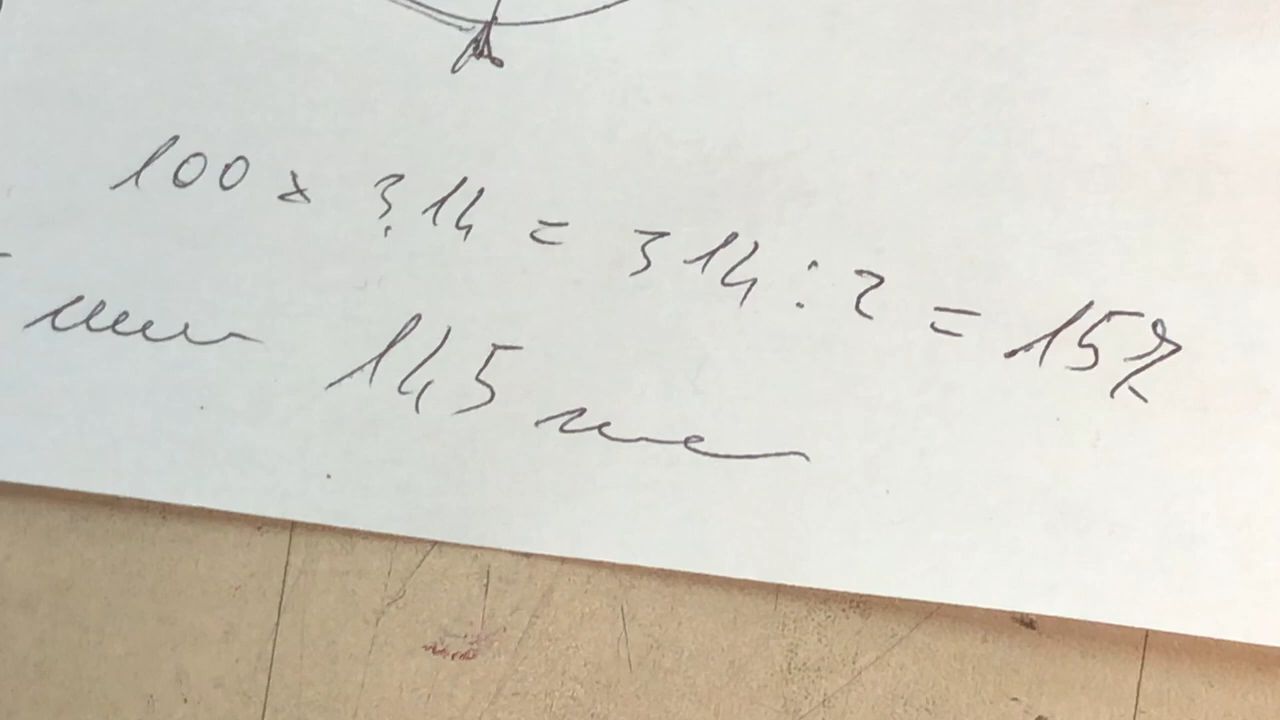 100 x 3,14 = 314 : 2 = 157
145